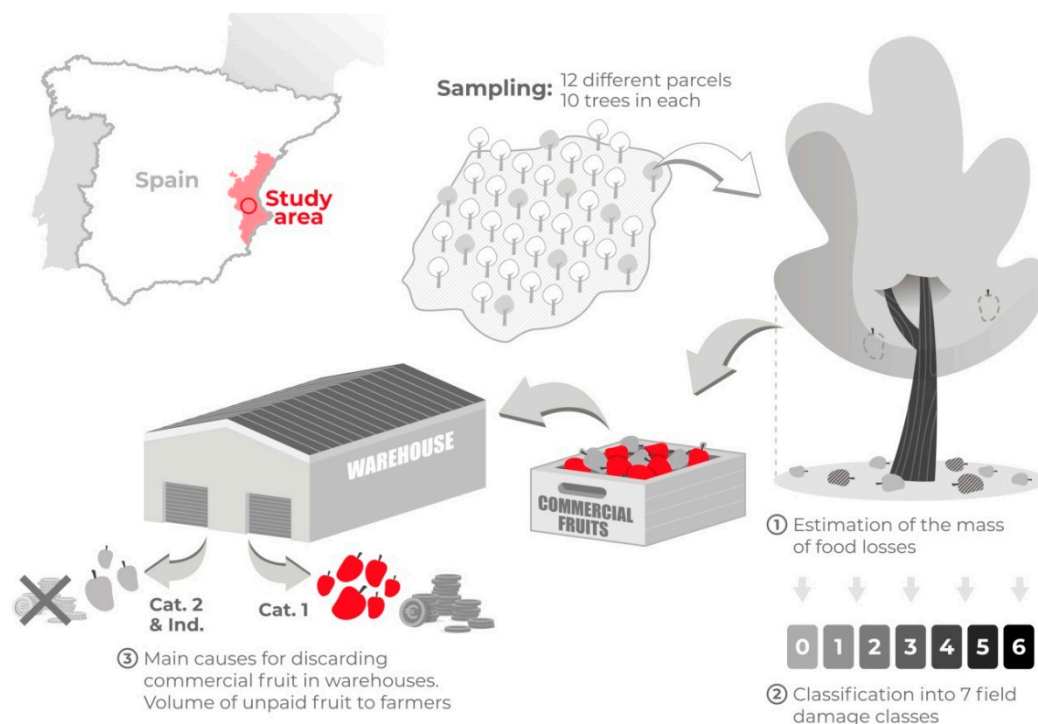 Sampling: 12 different parcels
10 trees in each
Spain
Study
area
WAREHOUSE
COMMERCIAL
FRUITS
① Estimation of the mass
of food losses
Cat. 2
& Ind.
Cat. 1
€
0 1 2 3 4 5 6
③ Main causes for discarding
commercial fruit in warehouses.
Volume of unpaid fruit to farmers
② Classification into 7 field
damage classes